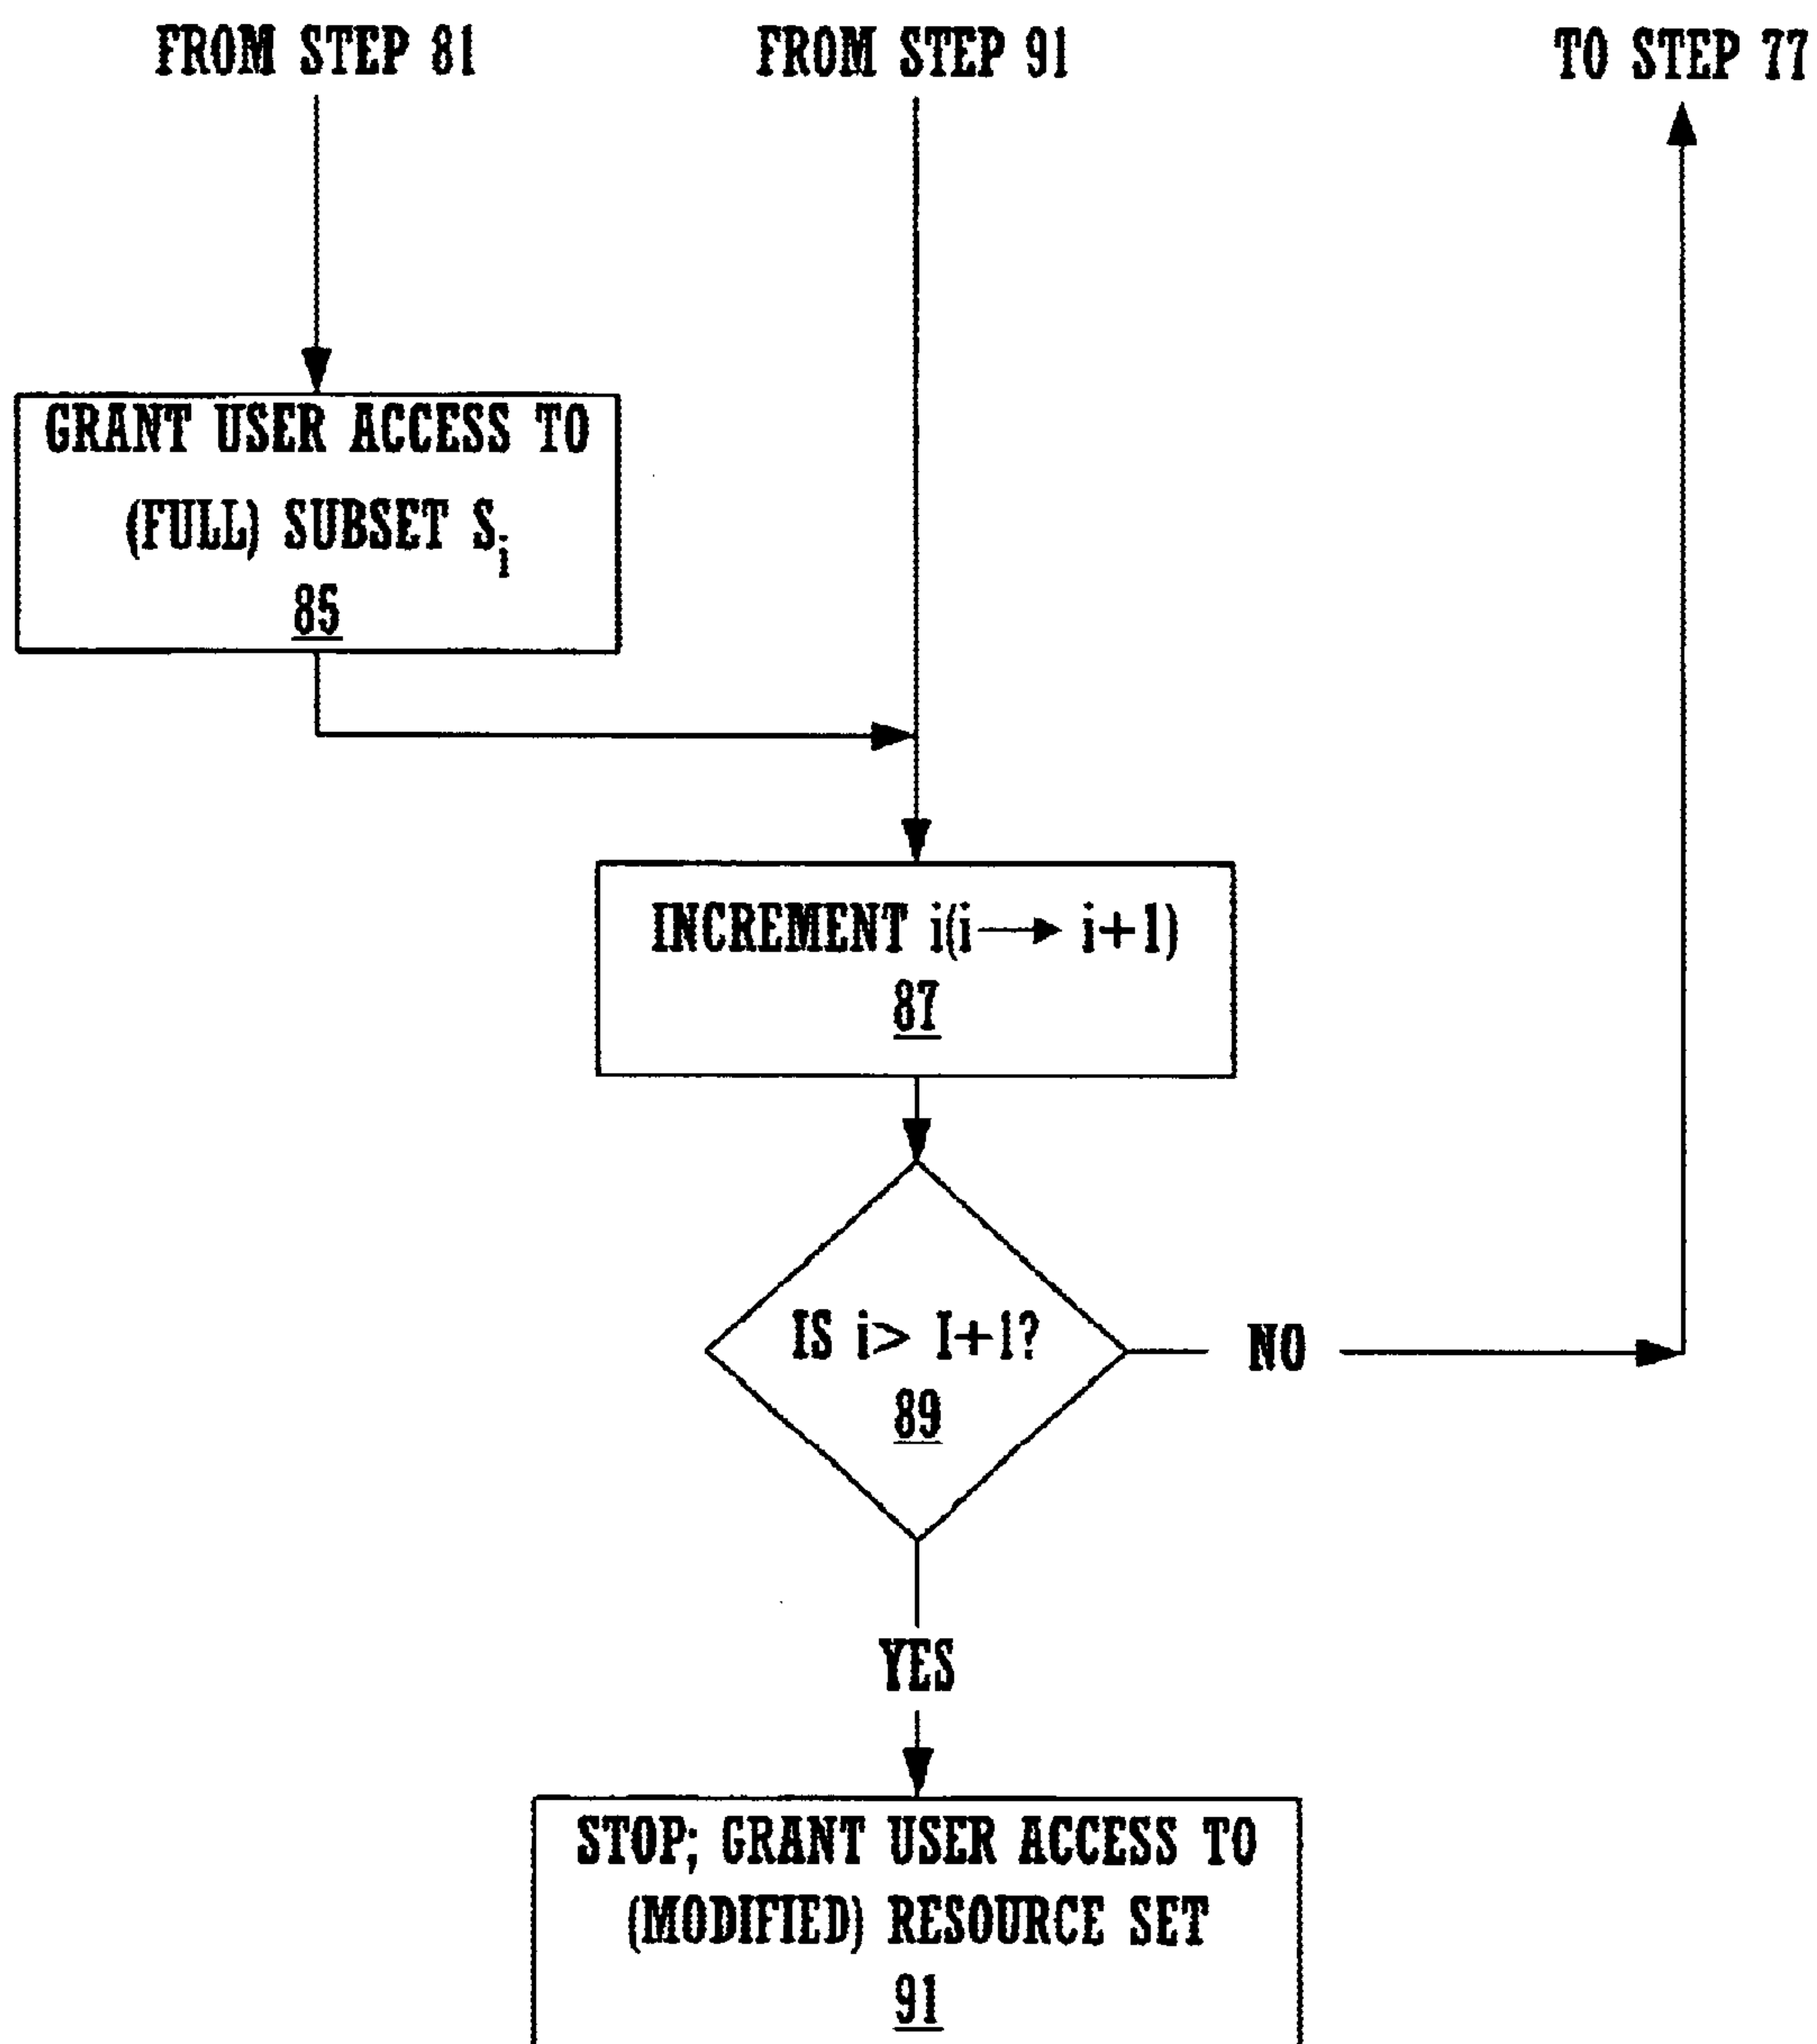 FROM STEP 81
FROM STEP 91
TO STEP 77
GRANT USER ACCESS TO
(FULL) SUBSET Si
85
INCREMENT i(i → i+1)
87
IS i> I+1?
89
NO
YES
STOP; GRANT USER ACCESS TO
(MODIFIED) RESOURCE SET
91